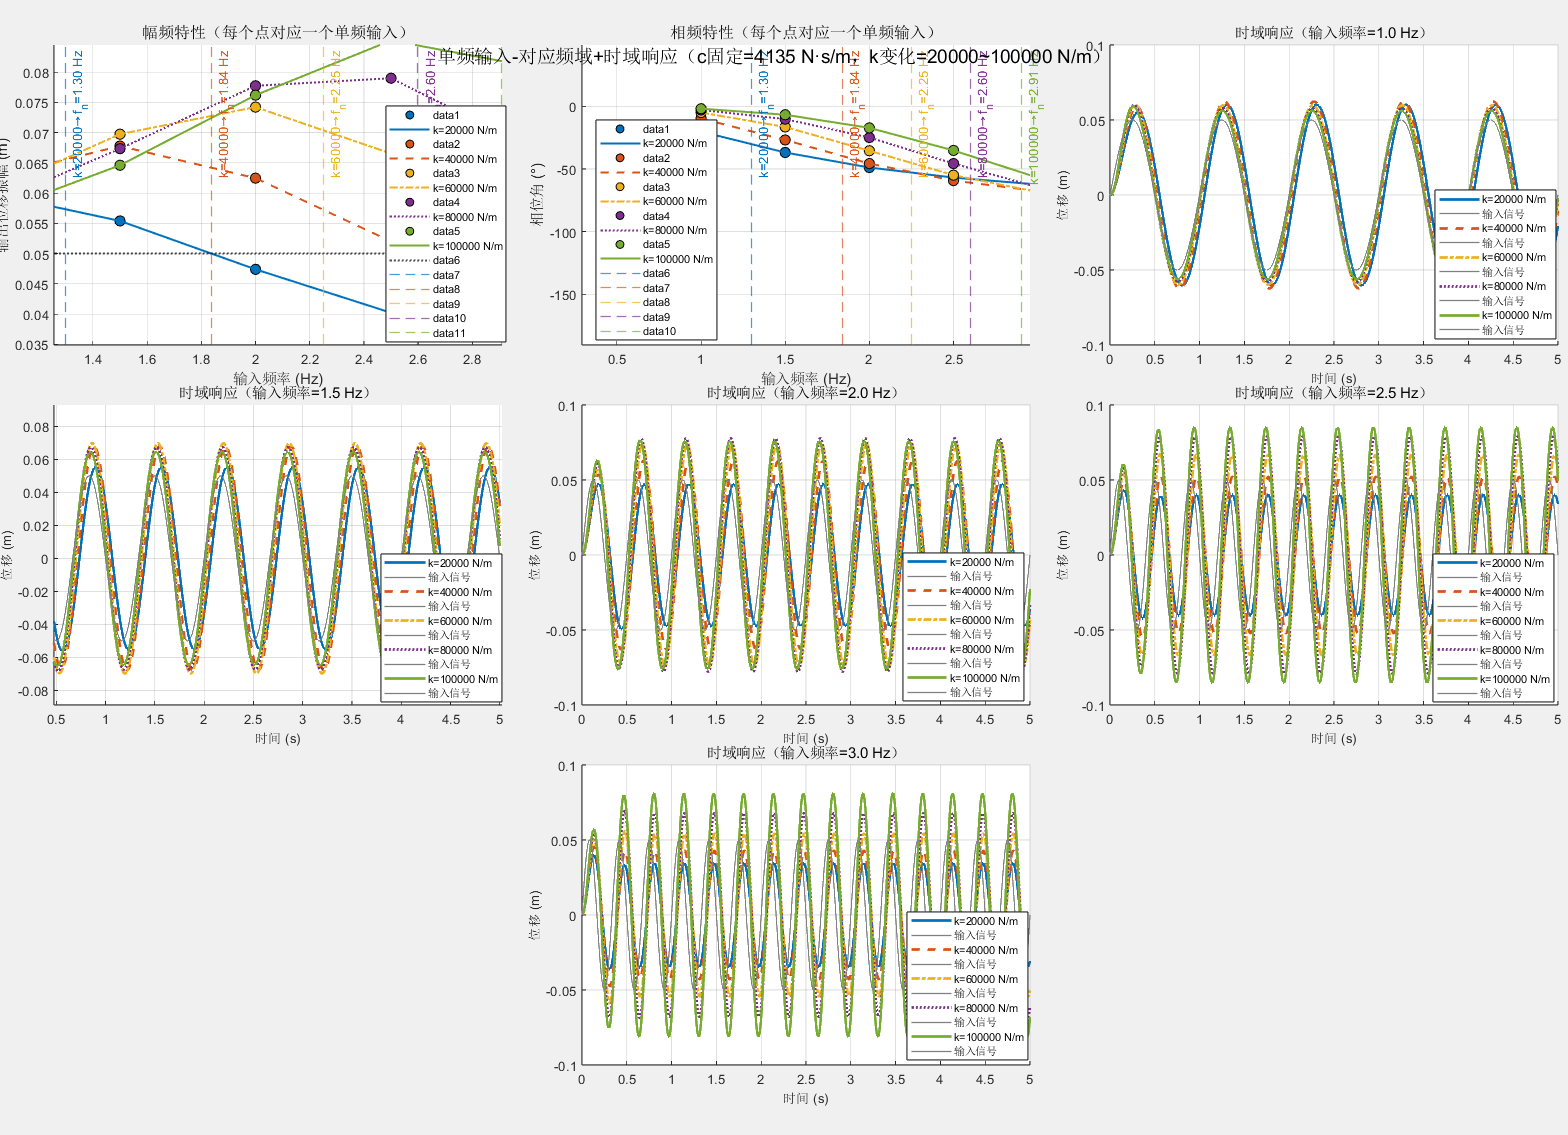 幅频特性（每个点对应一个单频输入）
相频特性（每个点对应一个单频输入）
时域响应（输入频率=1.0 Hz）
单频输入-对应频域+时域响应（c固定=4135 N·s/m，k变化=20000~100000 N/m）
0.08
0.075
0.07
0.065
0.06
0.055
0.05
0.045
0.04
0.035
1.4
1.6
1.8
2
2.2
2.4
2.6
2.8
输入频率 (Hz)
k=20000→fn=1.30 Hz
k=40000→fn=1.84 Hz
k=60000→fn=2.25 Hz
=2.60 Hz
data1
k=20000 N/m
data2
k=40000 N/m
data3
k=60000 N/m
data4
k=80000 N/m
data5
k=100000 N/m
data6
data7
data8
data9
data10
data11
相位角 (°)
0
-50
-100
-150
0.5
1
1.5
2
2.5
输入频率 (Hz)
k=20000→fn=1.30 Hz
k=40000→fn=1.84 Hz
k=60000→fn=2.25 Hz
k=80000→fn=2.60 Hz
k=100000→fn=2.91 Hz
data1
k=20000 N/m
data2
k=40000 N/m
data3
k=60000 N/m
data4
k=80000 N/m
data5
k=100000 N/m
data6
data7
data8
data9
data10
位移 (m)
0.1
0.05
0
-0.05
-0.1
0
0.5
1
1.5
2
2.5
3
3.5
4
4.5
5
时间 (s)
k=20000 N/m
输入信号
k=40000 N/m
输入信号
k=60000 N/m
输入信号
k=80000 N/m
输入信号
k=100000 N/m
输入信号
时域响应（输入频率=1.5 Hz）
位移 (m)
0.08
0.06
0.04
0.02
0
-0.02
-0.04
-0.06
-0.08
0.5
1
1.5
2
2.5
3
3.5
4
4.5
5
时间 (s)
k=20000 N/m
输入信号
k=40000 N/m
输入信号
k=60000 N/m
输入信号
k=80000 N/m
输入信号
k=100000 N/m
输入信号
时域响应（输入频率=2.0 Hz）
位移 (m)
0.1
0.05
0
-0.05
-0.1
0
0.5
1
1.5
2
2.5
3
3.5
4
4.5
5
时间 (s)
k=20000 N/m
输入信号
k=40000 N/m
输入信号
k=60000 N/m
输入信号
k=80000 N/m
输入信号
k=100000 N/m
输入信号
时域响应（输入频率=2.5 Hz）
位移 (m)
0.1
0.05
0
-0.05
-0.1
0
0.5
1
1.5
2
2.5
3
3.5
4
4.5
5
时间 (s)
k=20000 N/m
输入信号
k=40000 N/m
输入信号
k=60000 N/m
输入信号
k=80000 N/m
输入信号
k=100000 N/m
输入信号
时域响应（输入频率=3.0 Hz）
位移 (m)
0.1
0.05
0
-0.05
-0.1
0
0.5
1
1.5
2
2.5
3
3.5
4
4.5
5
时间 (s)
k=20000 N/m
输入信号
k=40000 N/m
输入信号
k=60000 N/m
输入信号
k=80000 N/m
输入信号
k=100000 N/m
输入信号